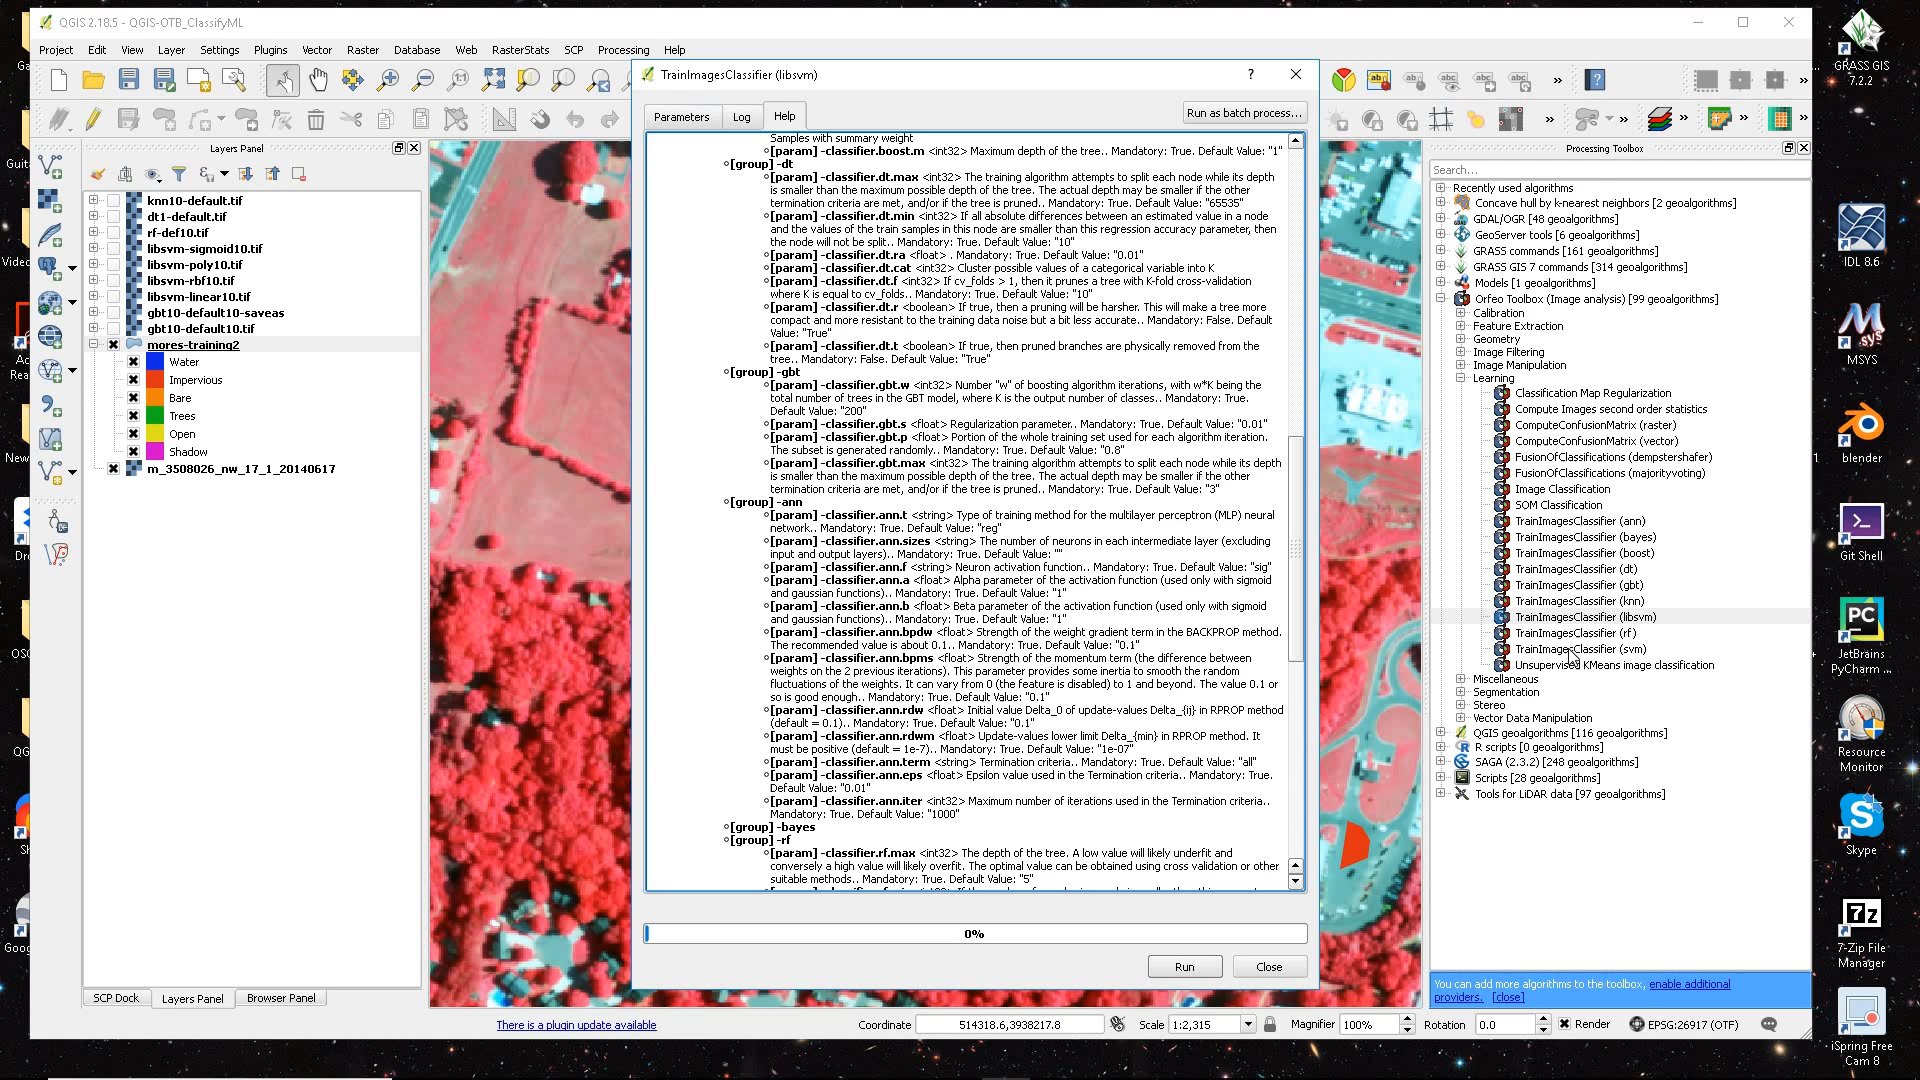 QGIS 2.18.5 - QGIS-OTB_ClassifyML
Project Edit View Layer Settings Plugins Vector Raster Database Web RasterStats SCP Processing Help
TrainImagesClassifier (libsvm)
?
Parameters
Log
Help
Run as batch process...
Samples with summary weight
[param] -classifier.boost.m <int32> Maximum depth of the tree.. Mandatory: True. Default Value: "1"
[group] -dt
[param] -classifier.dt.max <int32> The training algorithm attempts to split each node while its depth
is smaller than the maximum possible depth of the tree. The actual depth may be smaller if the other
termination criteria are met, and/or if the tree is pruned.. Mandatory: True. Default Value: "65535"
[param] -classifier.dt.min <int32> If all absolute differences between an estimated value in a node
and the values of the train samples in this node are smaller than this regression accuracy parameter, then
the node will not be split.. Mandatory: True. Default Value: "10"
[param] -classifier.dt.ra <float> . Mandatory: True. Default Value: "0.01"
[param] -classifier.dt.cat <int32> Cluster possible values of a categorical variable into K
[param] -classifier.dt.f <int32> If cv_folds > 1, then it prunes a tree with K-fold cross-validation
where K is equal to cv_folds.. Mandatory: True. Default Value: "10"
[param] -classifier.dt.r <boolean> If true, then a pruning will be harsher. This will make a tree more
compact and more resistant to the training data noise but a bit less accurate.. Mandatory: False. Default
Value: "True"
[param] -classifier.dt.t <boolean> If true, then pruned branches are physically removed from the
tree.. Mandatory: False. Default Value: "True"
[group] -gbt
[param] -classifier.gbt.w <int32> Number "w" of boosting algorithm iterations, with w*K being the
total number of trees in the GBT model, where K is the output number of classes.. Mandatory: True.
Default Value: "200"
[param] -classifier.gbt.s <float> Regularization parameter.. Mandatory: True. Default Value: "0.01"
[param] -classifier.gbt.p <float> Portion of the whole training set used for each algorithm iteration.
The subset is generated randomly.. Mandatory: True. Default Value: "0.8"
[param] -classifier.gbt.max <int32> The training algorithm attempts to split each node while its depth
is smaller than the maximum possible depth of the tree. The actual depth may be smaller if the other
termination criteria are met, and/or if the tree is pruned.. Mandatory: True. Default Value: "3"
[group] -ann
[param] -classifier.ann.t <string> Type of training method for the multilayer perceptron (MLP) neural
network.. Mandatory: True. Default Value: "reg"
[param] -classifier.ann.sizes <string> The number of neurons in each intermediate layer (excluding
input and output layers).. Mandatory: True. Default Value: ""
[param] -classifier.ann.f <string> Neuron activation function.. Mandatory: True. Default Value: "sig"
[param] -classifier.ann.a <float> Alpha parameter of the activation function (used only with sigmoid
and gaussian functions).. Mandatory: True. Default Value: "1"
[param] -classifier.ann.b <float> Beta parameter of the activation function (used only with sigmoid
and gaussian functions).. Mandatory: True. Default Value: "1"
[param] -classifier.ann.bpdw <float> Strength of the weight gradient term in the BACKPROP method.
The recommended value is about 0.1.. Mandatory: True. Default Value: "0.1"
[param] -classifier.ann.bpms <float> Strength of the momentum term (the difference between
weights on the 2 previous iterations). This parameter provides some inertia to smooth the random
fluctuations of the weights. It can vary from 0 (the feature is disabled) to 1 and beyond. The value 0.1 or
so is good enough.. Mandatory: True. Default Value: "0.1"
[param] -classifier.ann.rdw <float> Initial value Delta_0 of update-values Delta_{ij} in RPROP method
(default = 0.1).. Mandatory: True. Default Value: "0.1"
[param] -classifier.ann.rdwm <float> Update-values lower limit Delta_{min} in RPROP method. It
must be positive (default = 1e-7).. Mandatory: True. Default Value: "1e-07"
[param] -classifier.ann.term <string> Termination criteria.. Mandatory: True. Default Value: "all"
[param] -classifier.ann.eps <float> Epsilon value used in the Termination criteria.. Mandatory: True.
Default Value: "0.01"
[param] -classifier.ann.iter <int32> Maximum number of iterations used in the Termination criteria..
Mandatory: True. Default Value: "1000"
[group] -bayes
[group] -rf
[param] -classifier.rf.max <int32> The depth of the tree. A low value will likely underfit and
conversely a high value will likely overfit. The optimal value can be obtained using cross validation or other
suitable methods.. Mandatory: True. Default Value: "5"
0%
Run
Close
Layers Panel
knn10-default.tif
dt1-default.tif
rf-def10.tif
libsvm-sigmoid10.tif
libsvm-poly10.tif
libsvm-rbf10.tif
libsvm-linear10.tif
gbt10-default10-saveas
gbt10-default10.tif
mores-training2
Water
Impervious
Bare
Trees
Open
Shadow
m_3508026_nw_17_1_20140617
SCP Dock
Layers Panel
Browser Panel
Processing Toolbox
Search...
Recently used algorithms
Concave hull by k-nearest neighbors [2 geoalgorithms]
GDAL/OGR [48 geoalgorithms]
GeoServer tools [6 geoalgorithms]
GRASS commands [161 geoalgorithms]
GRASS GIS 7 commands [314 geoalgorithms]
Models [1 geoalgorithms]
Orfeo Toolbox (Image analysis) [99 geoalgorithms]
Calibration
Feature Extraction
Geometry
Image Filtering
Image Manipulation
Learning
Classification Map Regularization
Compute Images second order statistics
ComputeConfusionMatrix (raster)
ComputeConfusionMatrix (vector)
FusionOfClassifications (dempstershafer)
FusionOfClassifications (majorityvoting)
Image Classification
SOM Classification
TrainImagesClassifier (ann)
TrainImagesClassifier (bayes)
TrainImagesClassifier (boost)
TrainImagesClassifier (dt)
TrainImagesClassifier (gbt)
TrainImagesClassifier (knn)
TrainImagesClassifier (libsvm)
TrainImagesClassifier (rf)
TrainImagesClassifier (svm)
Unsupervised KMeans image classification
Miscellaneous
Segmentation
Stereo
Vector Data Manipulation
QGIS geoalgorithms [116 geoalgorithms]
R scripts [0 geoalgorithms]
SAGA (2.3.2) [248 geoalgorithms]
Scripts [28 geoalgorithms]
Tools for LiDAR data [97 geoalgorithms]
You can add more algorithms to the toolbox, enable additional
providers. [close]
There is a plugin update available
Coordinate 514318.6,3938217.8 Scale 1:2,315 Magnifier 100% Rotation 0.0 Render EPSG:26917 (OTF)
GRASS GIS
7.2.2
IDL 8.6
MSYS
blender
Git Shell
JetBrains
PyCharm ...
Resource
Monitor
Skype
7-Zip File
Manager
iSpring Free
Cam 8